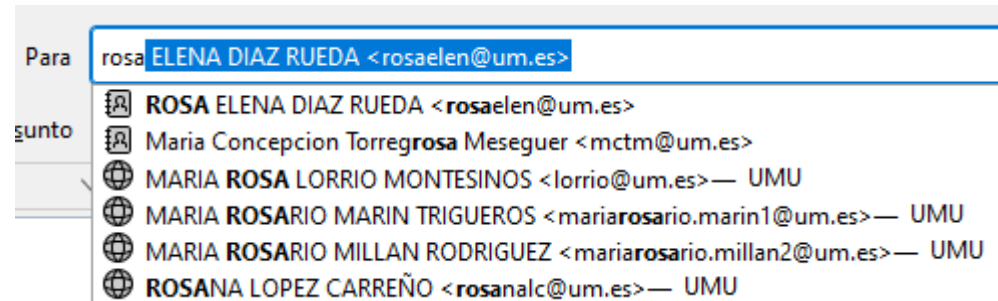 Para rosa ELENA DIAZ RUEDA <rosaelen@um.es>
ROSA ELENA DIAZ RUEDA <rosaelen@um.es>
sunto Maria Concepcion Torregrosa Meseguer <mctm@um.es>
MARIA ROSA LORRIO MONTESINOS <lorrio@um.es>— UMU
MARIA ROSARIO MARIN TRIGUEROS <mariarosario.marin1@um.es>— UMU
MARIA ROSARIO MILLAN RODRIGUEZ <mariarosario.millan2@um.es>— UMU
ROSANA LOPEZ CARREÑO <rosanalc@um.es>— UMU